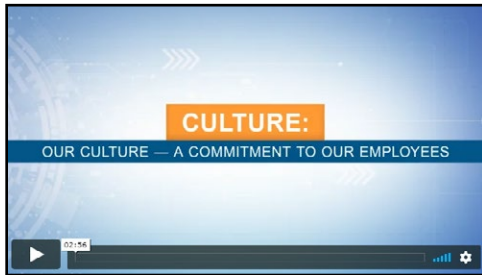 CULTURE:
OUR CULTURE — A COMMITMENT TO OUR EMPLOYEES
02:56